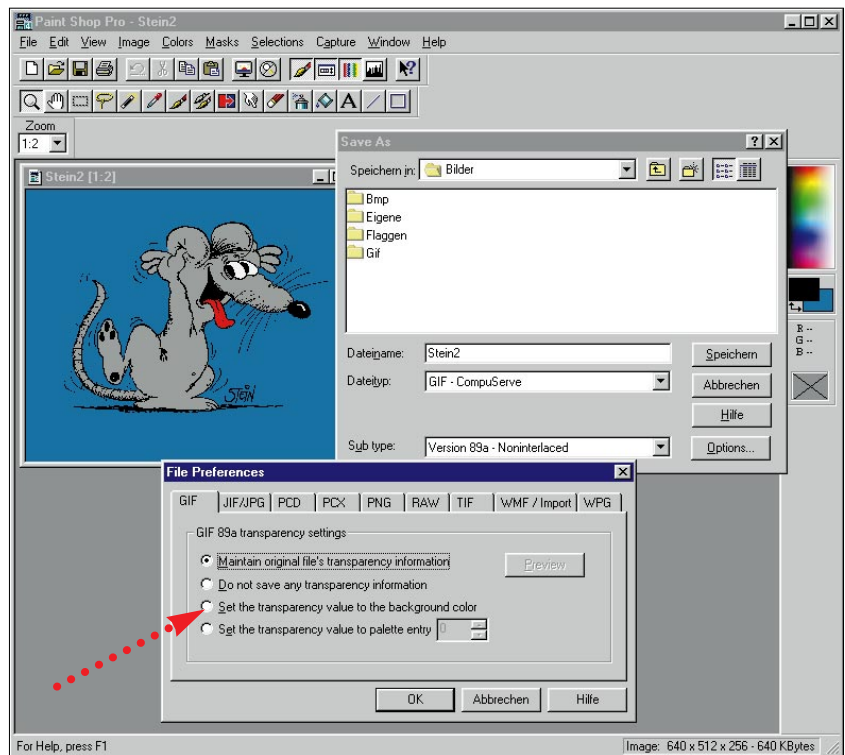 Paint Shop Pro - Stein2
File Edit View Image Colors Masks Selections Capture Window Help
Zoom
1:2
Stein2 [1:2]
STEIN
Save As
Speichern in: Bilder
Bmp
Eigene
Flaggen
Gif
Dateiname: Stein2 Speichern
Dateityp: GIF - CompuServe Abbrechen
Hilfe
Sub type: Version 89a - Noninterlaced Options...
R --
G --
B --
File Preferences
GIF JIF/JPG PCD PCX PNG RAW TIF WMF / Import WPG
GIF 89a transparency settings
Maintain original file's transparency information Preview
Do not save any transparency information
Set the transparency value to the background color
Set the transparency value to palette entry 0
OK Abbrechen Hilfe
For Help, press F1 Image: 640 x 512 x 256 - 640 KBytes